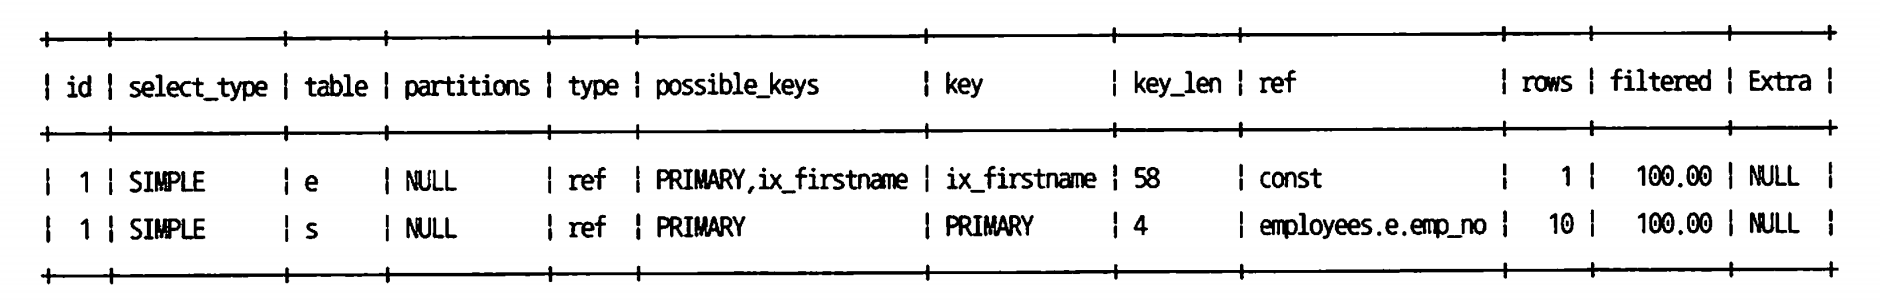 +----+-------------+-------+------------+------+----------------------+--------------+---------+--------------------+------+----------+-------+
| id | select_type | table | partitions | type | possible_keys        | key          | key_len | ref                | rows | filtered | Extra |
+----+-------------+-------+------------+------+----------------------+--------------+---------+--------------------+------+----------+-------+
| 1 | SIMPLE | e | NULL | ref | PRIMARY,ix_firstname | ix_firstname | 58 | const | 1 | 100.00 | NULL |
| 1 | SIMPLE | s | NULL | ref | PRIMARY | PRIMARY | 4 | employees.e.emp_no | 10 | 100.00 | NULL |
+----+-------------+-------+------------+------+----------------------+--------------+---------+--------------------+------+----------+-------+